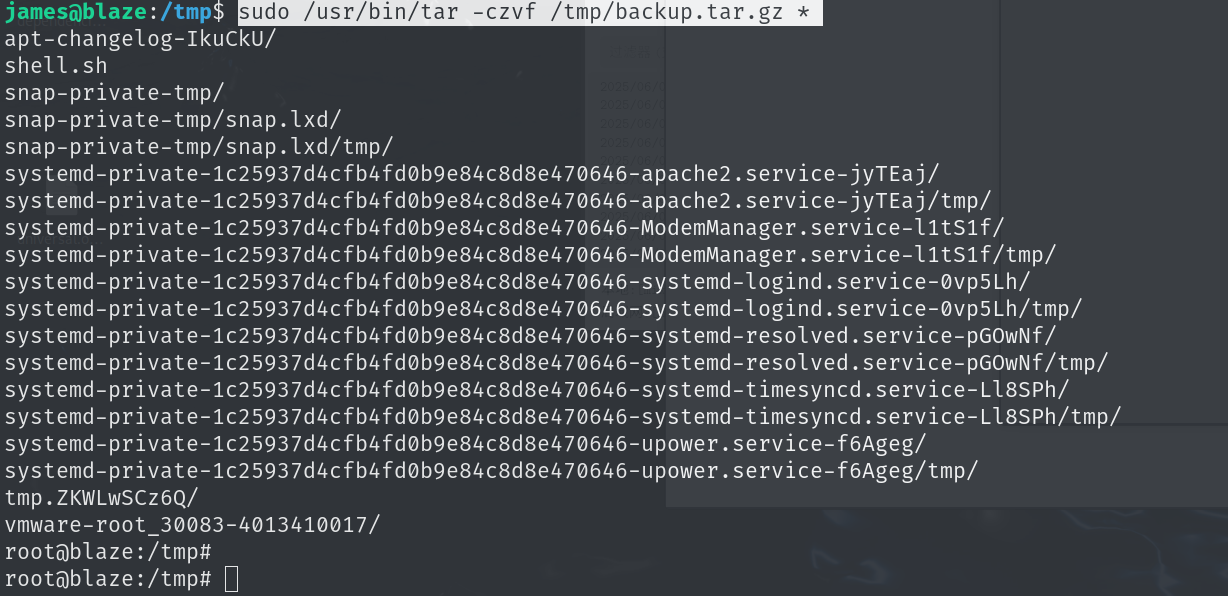 james@blaze:/tmp$ sudo /usr/bin/tar -czvf /tmp/backup.tar.gz *
apt-changelog-IkuCkU/
shell.sh
snap-private-tmp/
snap-private-tmp/snap.lxd/
snap-private-tmp/snap.lxd/tmp/
systemd-private-1c25937d4cfb4fd0b9e84c8d8e470646-apache2.service-jyTEaj/
systemd-private-1c25937d4cfb4fd0b9e84c8d8e470646-apache2.service-jyTEaj/tmp/
systemd-private-1c25937d4cfb4fd0b9e84c8d8e470646-ModemManager.service-l1tS1f/
systemd-private-1c25937d4cfb4fd0b9e84c8d8e470646-ModemManager.service-l1tS1f/tmp/
systemd-private-1c25937d4cfb4fd0b9e84c8d8e470646-systemd-logind.service-0vp5Lh/
systemd-private-1c25937d4cfb4fd0b9e84c8d8e470646-systemd-logind.service-0vp5Lh/tmp/
systemd-private-1c25937d4cfb4fd0b9e84c8d8e470646-systemd-resolved.service-pGOwNf/
systemd-private-1c25937d4cfb4fd0b9e84c8d8e470646-systemd-resolved.service-pGOwNf/tmp/
systemd-private-1c25937d4cfb4fd0b9e84c8d8e470646-systemd-timesyncd.service-Ll8SPh/
systemd-private-1c25937d4cfb4fd0b9e84c8d8e470646-systemd-timesyncd.service-Ll8SPh/tmp/
systemd-private-1c25937d4cfb4fd0b9e84c8d8e470646-upower.service-f6Ageg/
systemd-private-1c25937d4cfb4fd0b9e84c8d8e470646-upower.service-f6Ageg/tmp/
tmp.ZKWLwSCz6Q/
vmware-root_30083-4013410017/
root@blaze:/tmp#
root@blaze:/tmp#